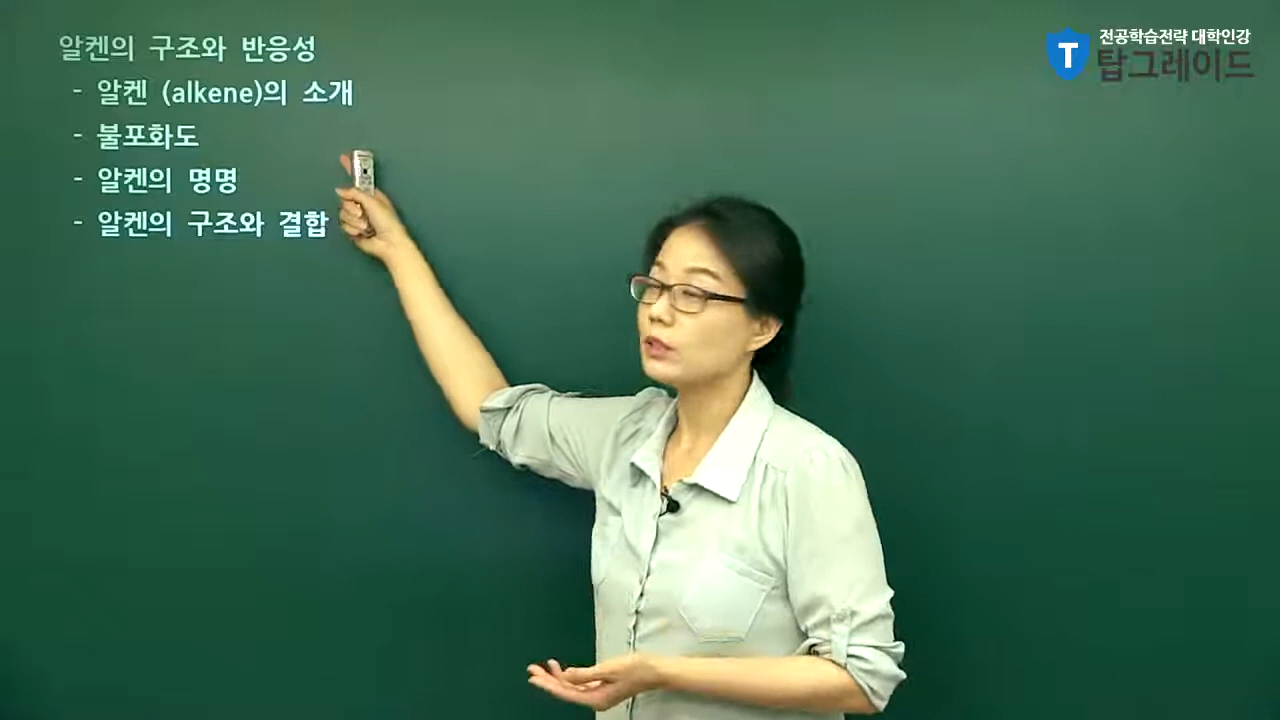 알켄의 구조와 반응성
- 알켄 (alkene)의 소개
- 불포화도
- 알켄의 명명
- 알켄의 구조와 결합
전공학습전략 대학인강
T 탑그레이드